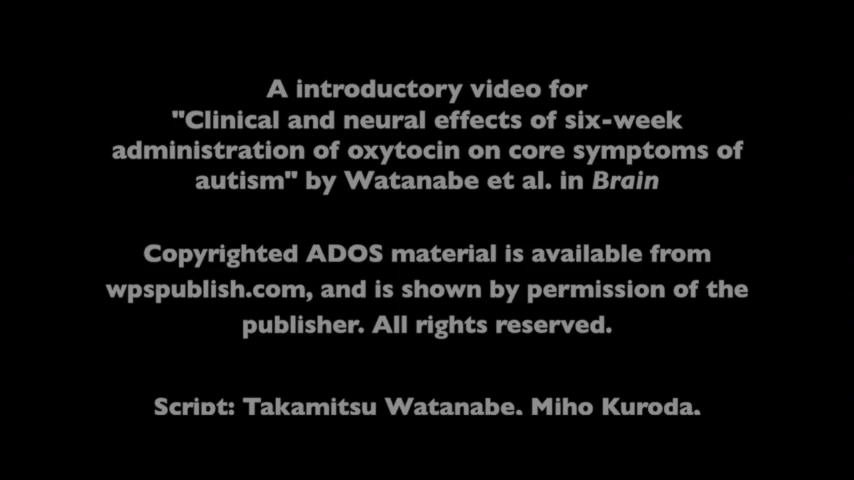 A introductory video for
"Clinical and neural effects of six-week
administration of oxytocin on core symptoms of
autism" by Watanabe et al. in Brain
Copyrighted ADOS material is available from
wpspublish.com, and is shown by permission of the
publisher. All rights reserved.
Script: Takamitsu Watanabe, Miho Kuroda,